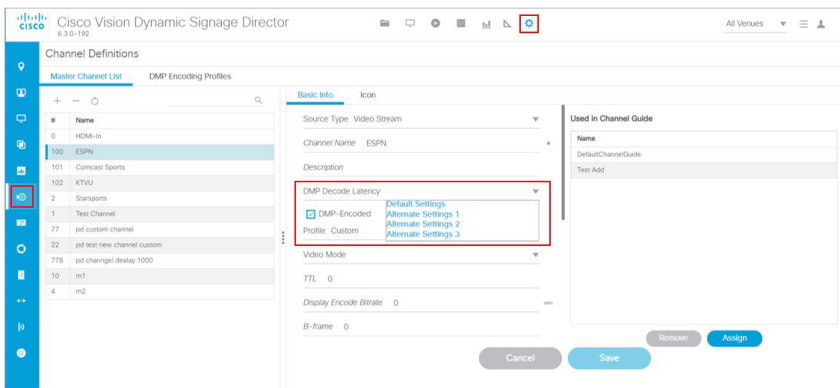 CISCO
Cisco Vision Dynamic Signage Director
6.3.0-192
All Venues
Channel Definitions
Master Channel List
DMP Encoding Profiles
# Name
0 HDMI-In
100 ESPN
101 Comcast Sports
102 KTVU
2 Starsports
1 Test Channel
77 pd custom channel
22 pd test new channel custom
778 pd channgel dealay 1000
10 m1
4 m2
Basic Info
Icon
Source Type Video Stream
Channel Name ESPN
Description
DMP Decode Latency
DMP-Encoded
Profile Custom
Default Settings
Alternate Settings 1
Alternate Settings 2
Alternate Settings 3
Video Mode
TTL 0
Display Encode Bitrate 0
B-frame 0
Used in Channel Guide
Name
DefaultChannelGuide
Test Add
Remove
Assign
Cancel
Save